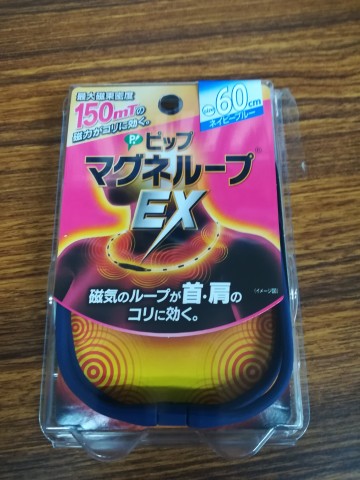 最大磁束密度
150mTの
磁力がコリに効く。
size 60cm
ネイビーブルー
ピップ
マグネループ®
EX
磁気のループが首・肩の
コリに効く。
(イメージ図)